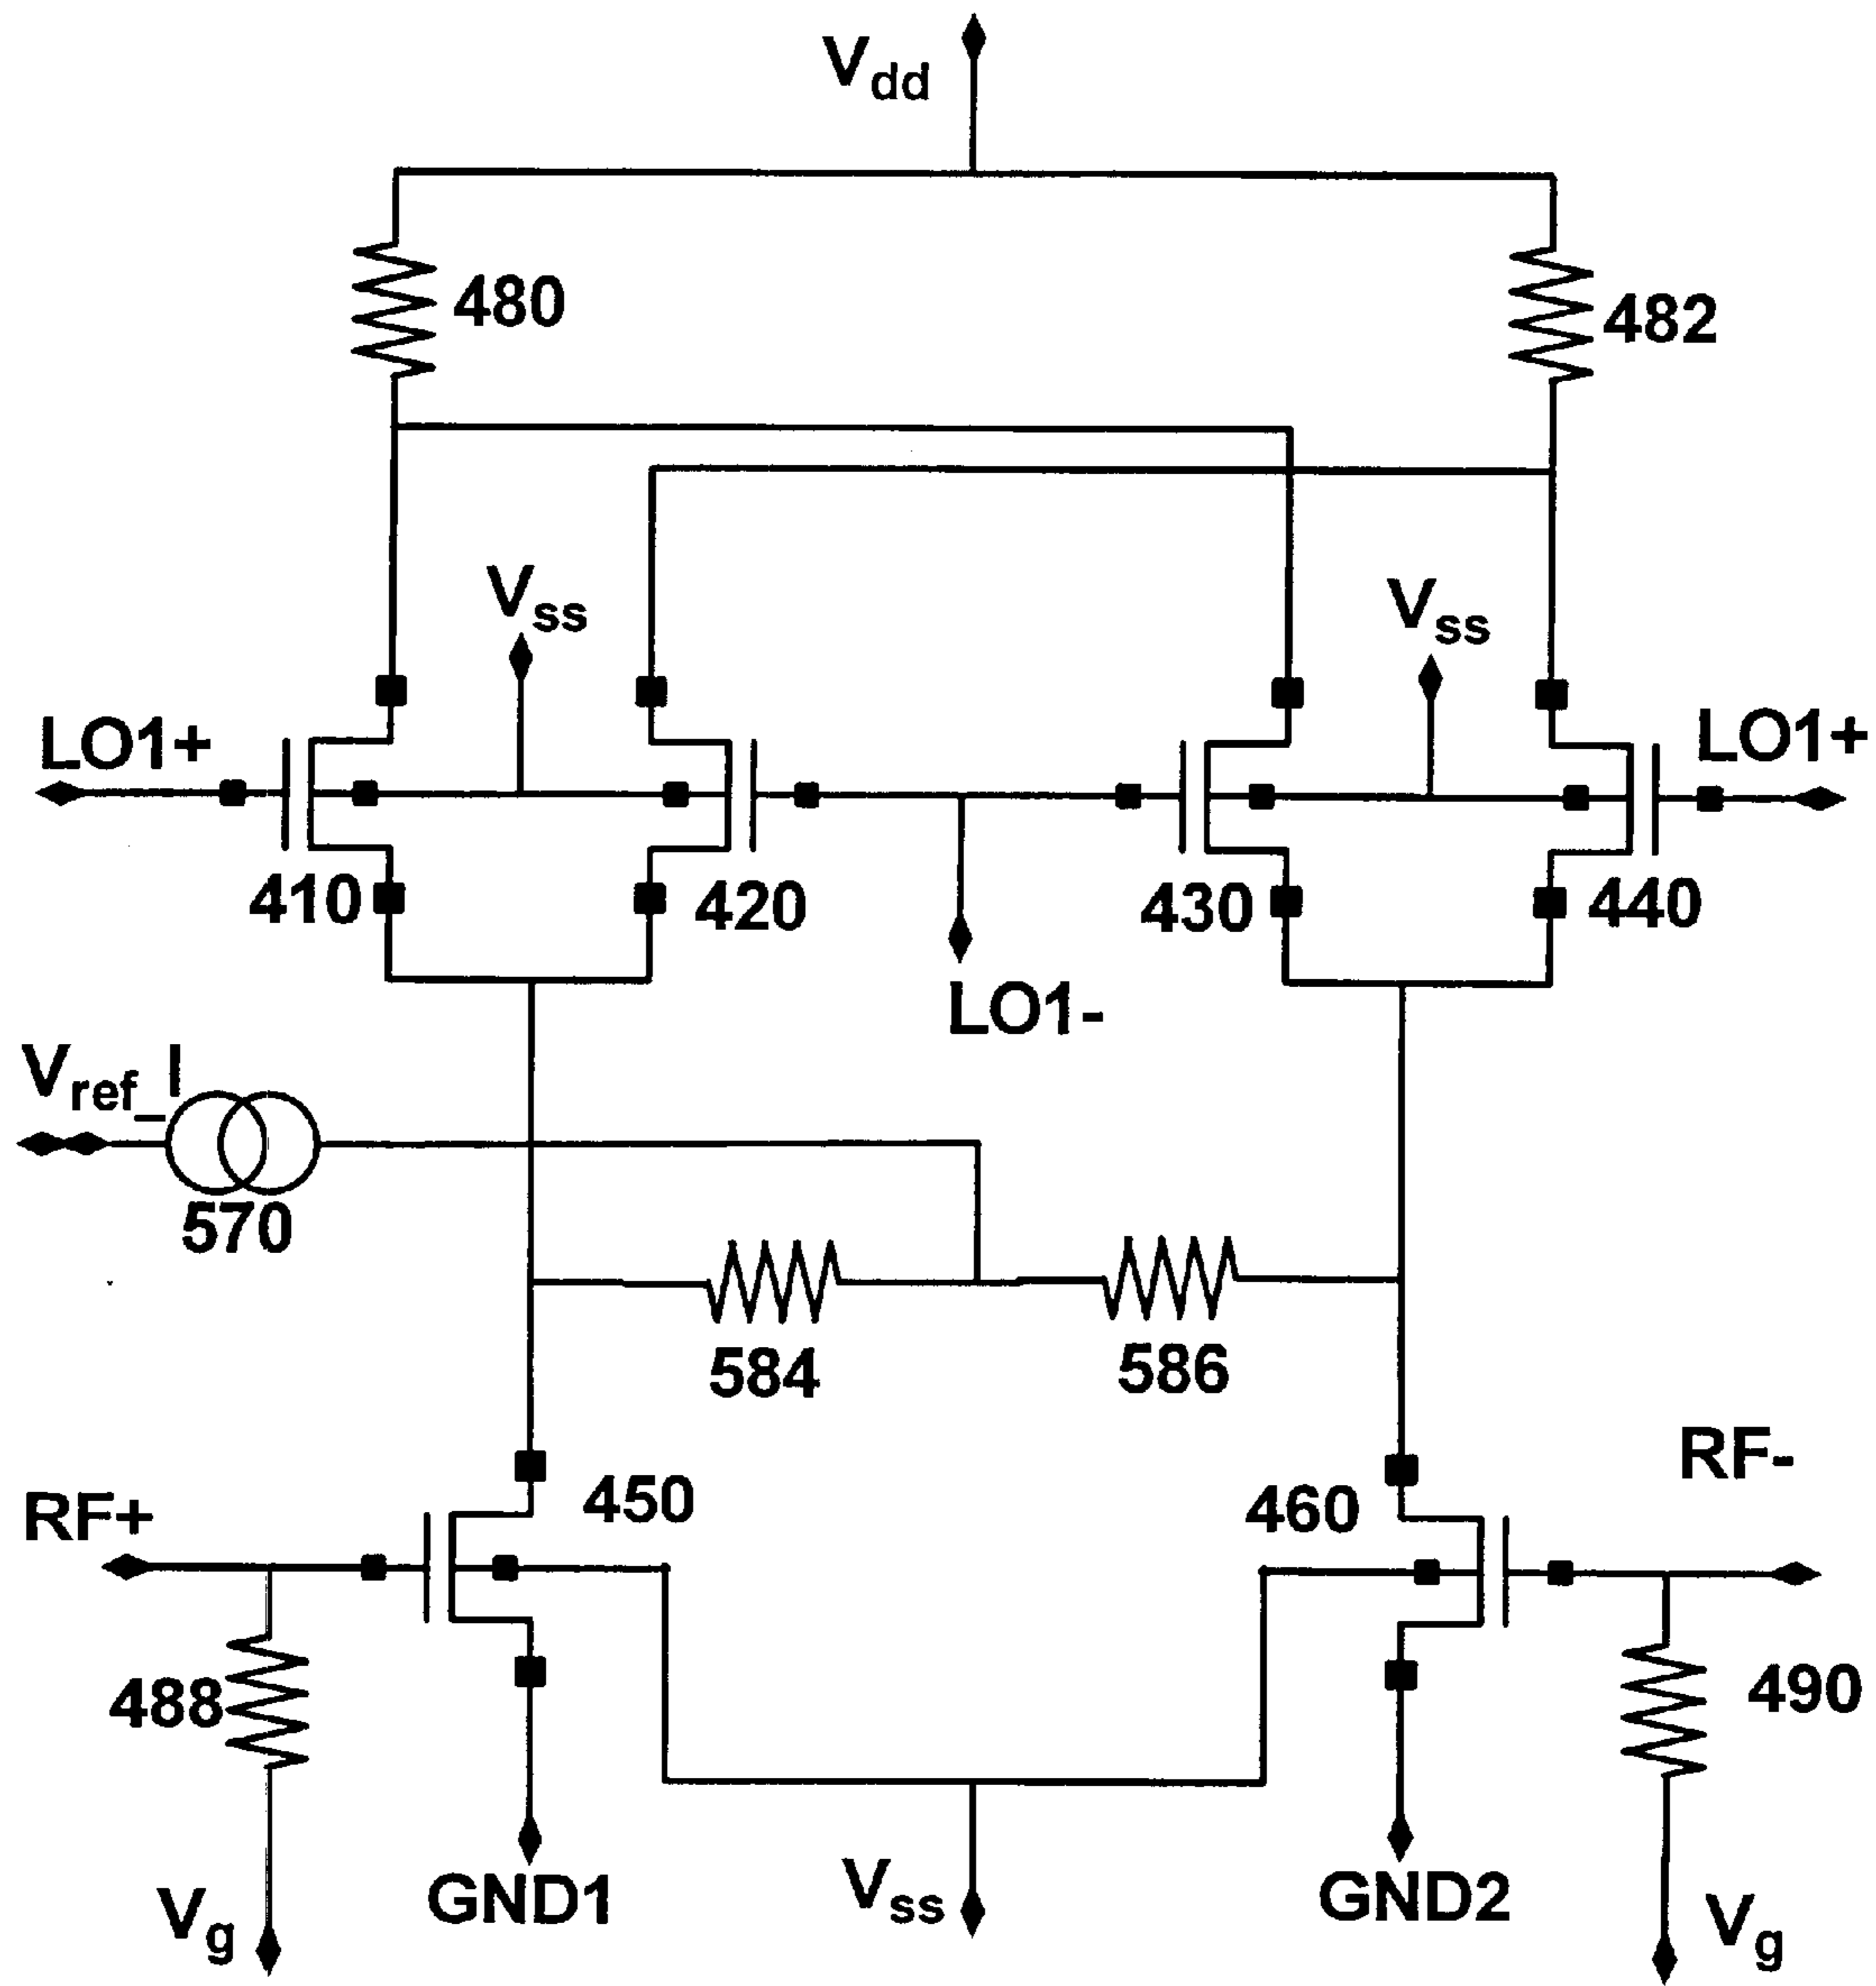 Vdd
480
482
Vss
Vss
LO1+
LO1+
410
420
430
440
LO1-
Vref_I
570
584
586
RF-
450
460
RF+
488
490
GND1
Vss
GND2
Vg
Vg